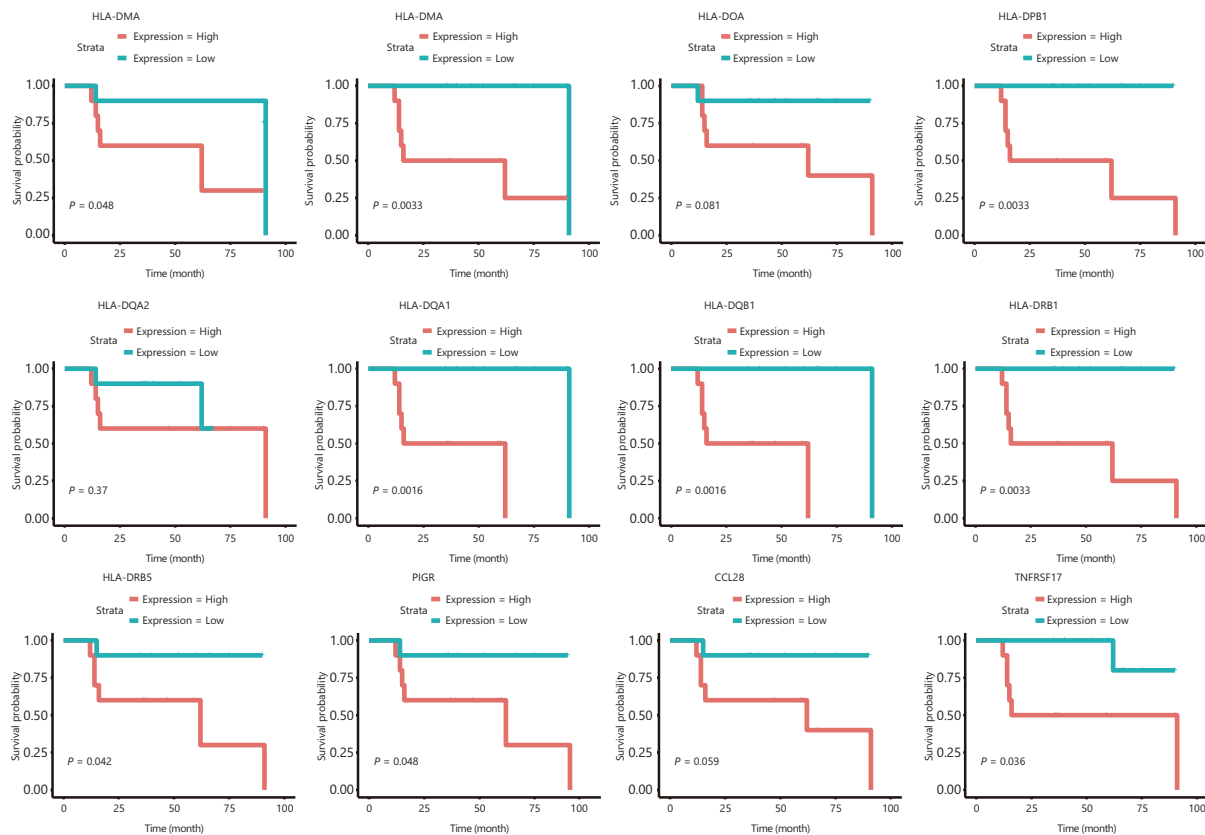 HLA-DMA
Strata
Expression = High
Expression = Low
Survival probability
1.00
0.75
0.50
0.25
0.00
P = 0.048
0 25 50 75 100
Time (month)
HLA-DMA
Strata
Expression = High
Expression = Low
Survival probability
1.00
0.75
0.50
0.25
0.00
P = 0.0033
0 25 50 75 100
Time (month)
HLA-DOA
Strata
Expression = High
Expression = Low
Survival probability
1.00
0.75
0.50
0.25
0.00
P = 0.081
0 25 50 75 100
Time (month)
HLA-DPB1
Strata
Expression = High
Expression = Low
Survival probability
1.00
0.75
0.50
0.25
0.00
P = 0.0033
0 25 50 75 100
Time (month)
HLA-DQA2
Strata
Expression = High
Expression = Low
Survival probability
1.00
0.75
0.50
0.25
0.00
P = 0.37
0 25 50 75 100
Time (month)
HLA-DQA1
Strata
Expression = High
Expression = Low
Survival probability
1.00
0.75
0.50
0.25
0.00
P = 0.0016
0 25 50 75 100
Time (month)
HLA-DQB1
Strata
Expression = High
Expression = Low
Survival probability
1.00
0.75
0.50
0.25
0.00
P = 0.0016
0 25 50 75 100
Time (month)
HLA-DRB1
Strata
Expression = High
Expression = Low
Survival probability
1.00
0.75
0.50
0.25
0.00
P = 0.0033
0 25 50 75 100
Time (month)
HLA-DRB5
Strata
Expression = High
Expression = Low
Survival probability
1.00
0.75
0.50
0.25
0.00
P = 0.042
0 25 50 75 100
Time (month)
PIGR
Strata
Expression = High
Expression = Low
Survival probability
1.00
0.75
0.50
0.25
0.00
P = 0.048
0 25 50 75 100
Time (month)
CCL28
Strata
Expression = High
Expression = Low
Survival probability
1.00
0.75
0.50
0.25
0.00
P = 0.059
0 25 50 75 100
Time (month)
TNFRSF17
Strata
Expression = High
Expression = Low
Survival probability
1.00
0.75
0.50
0.25
0.00
P = 0.036
0 25 50 75 100
Time (month)